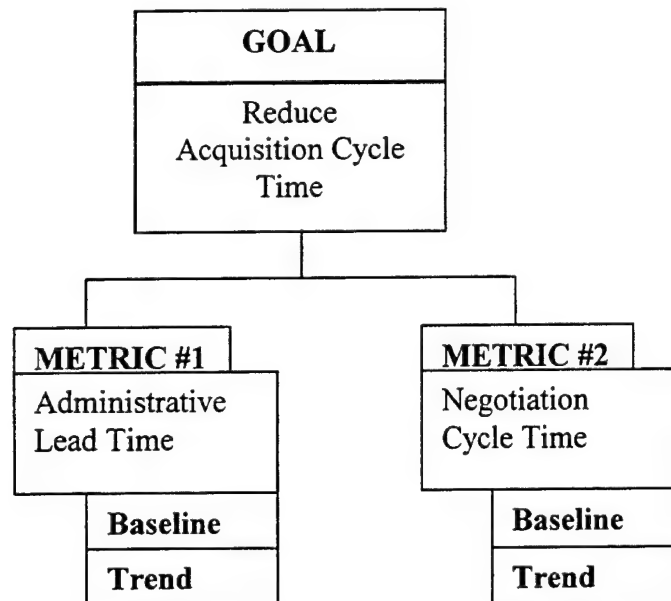 GOAL
Reduce
Acquisition Cycle
Time
METRIC #1
Administrative
Lead Time
Baseline
Trend
METRIC #2
Negotiation
Cycle Time
Baseline
Trend